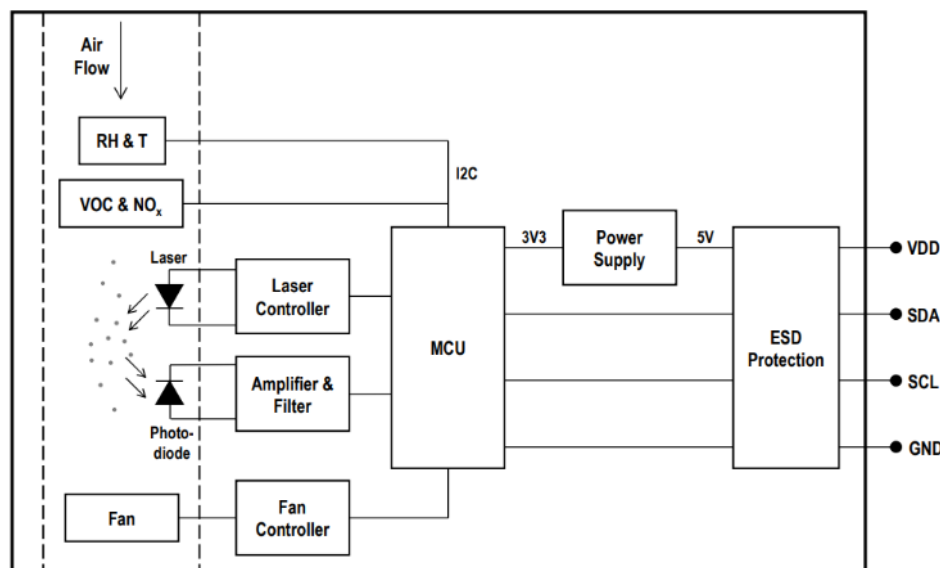 Air
Flow
RH & T
I2C
VOC & NOx
3V3
Power
Supply
5V
VDD
Laser
Laser
Controller
SDA
MCU
ESD
Protection
Amplifier &
Filter
SCL
Photo-
diode
GND
Fan
Fan
Controller